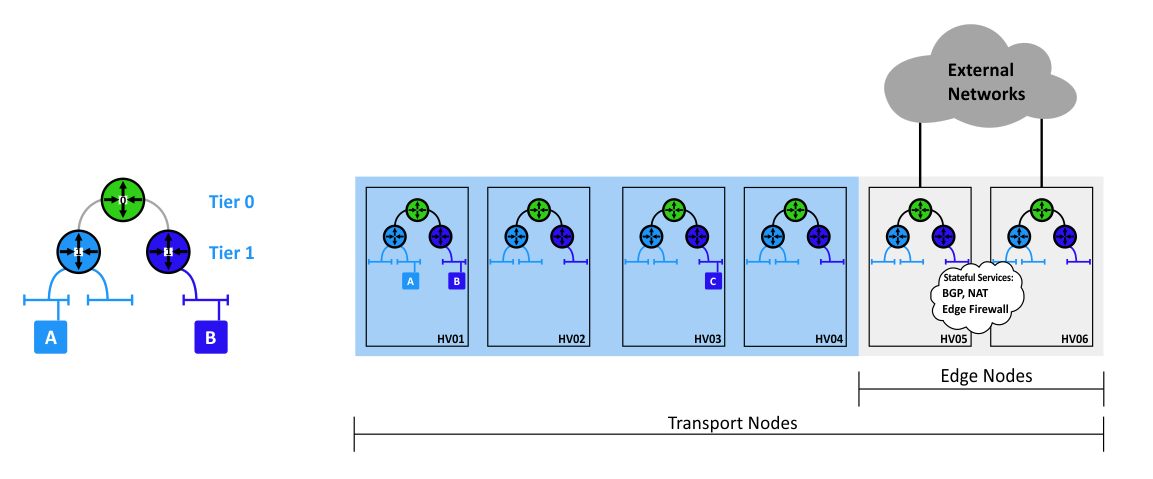 External
Networks
0
Tier 0
1
1
Tier 1
A
B
A
B
C
Stateful Services:
BGP, NAT
Edge Firewall
HV01
HV02
HV03
HV04
HV05
HV06
Edge Nodes
Transport Nodes